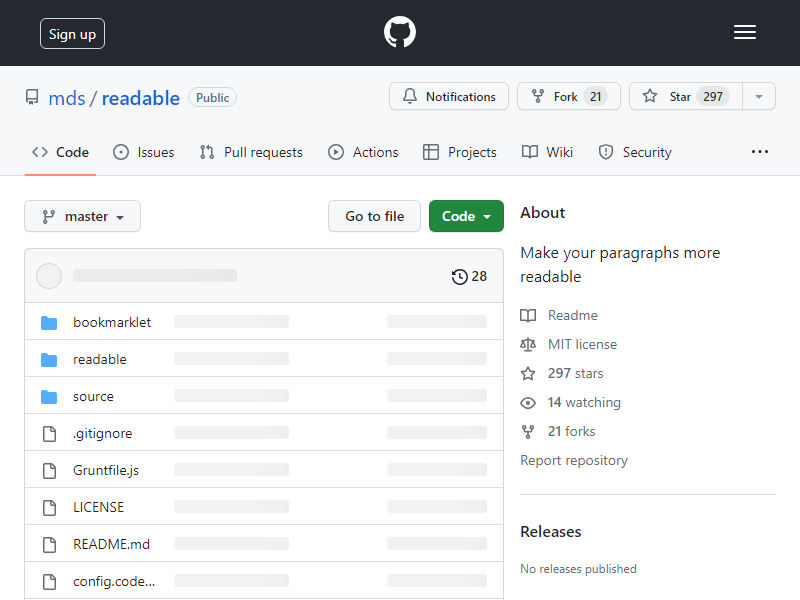 Sign up
mds / readable Public
Notifications Fork 21 Star 297
Code Issues Pull requests Actions Projects Wiki Security
master Go to file Code
28
bookmarklet
readable
source
.gitignore
Gruntfile.js
LICENSE
README.md
config.code...
About
Make your paragraphs more
readable
Readme
MIT license
297 stars
14 watching
21 forks
Report repository
Releases
No releases published